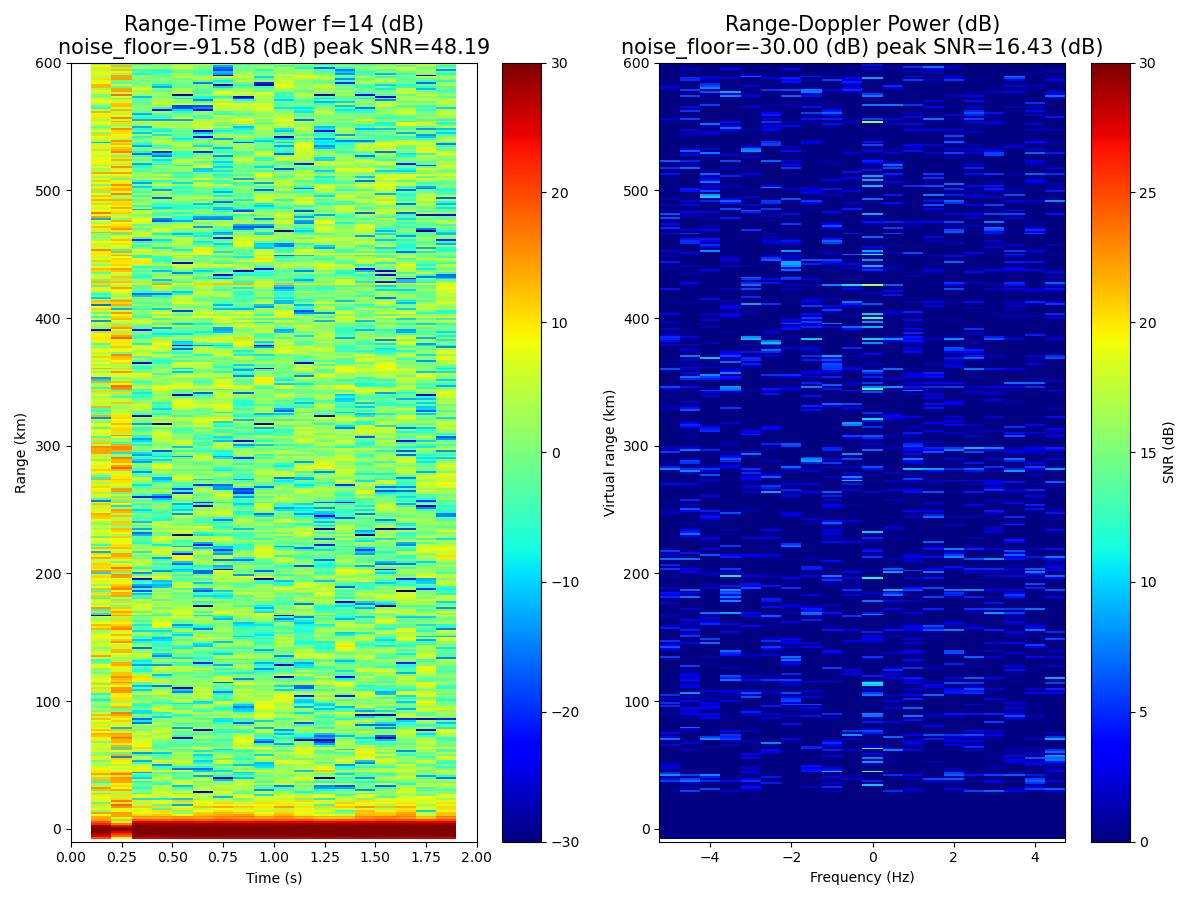 Range-Time Power f=14 (dB)
noise_floor=-91.58 (dB) peak SNR=48.19
600
500
400
300
200
100
0
Range (km)
0.00 0.25 0.50 0.75 1.00 1.25 1.50 1.75 2.00
Time (s)
30
20
10
0
−10
−20
−30
Range-Doppler Power (dB)
noise_floor=-30.00 (dB) peak SNR=16.43 (dB)
600
500
400
300
200
100
0
Virtual range (km)
−4 −2 0 2 4
Frequency (Hz)
30
25
20
15
10
5
0
SNR (dB)